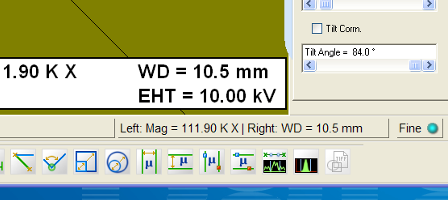 Tilt Corrn.
Tilt Angle = 84.0 °
1.90 K X WD = 10.5 mm
EHT = 10.00 kV
Left: Mag = 111.90 K X | Right: WD = 10.5 mm Fine
µ µ µ